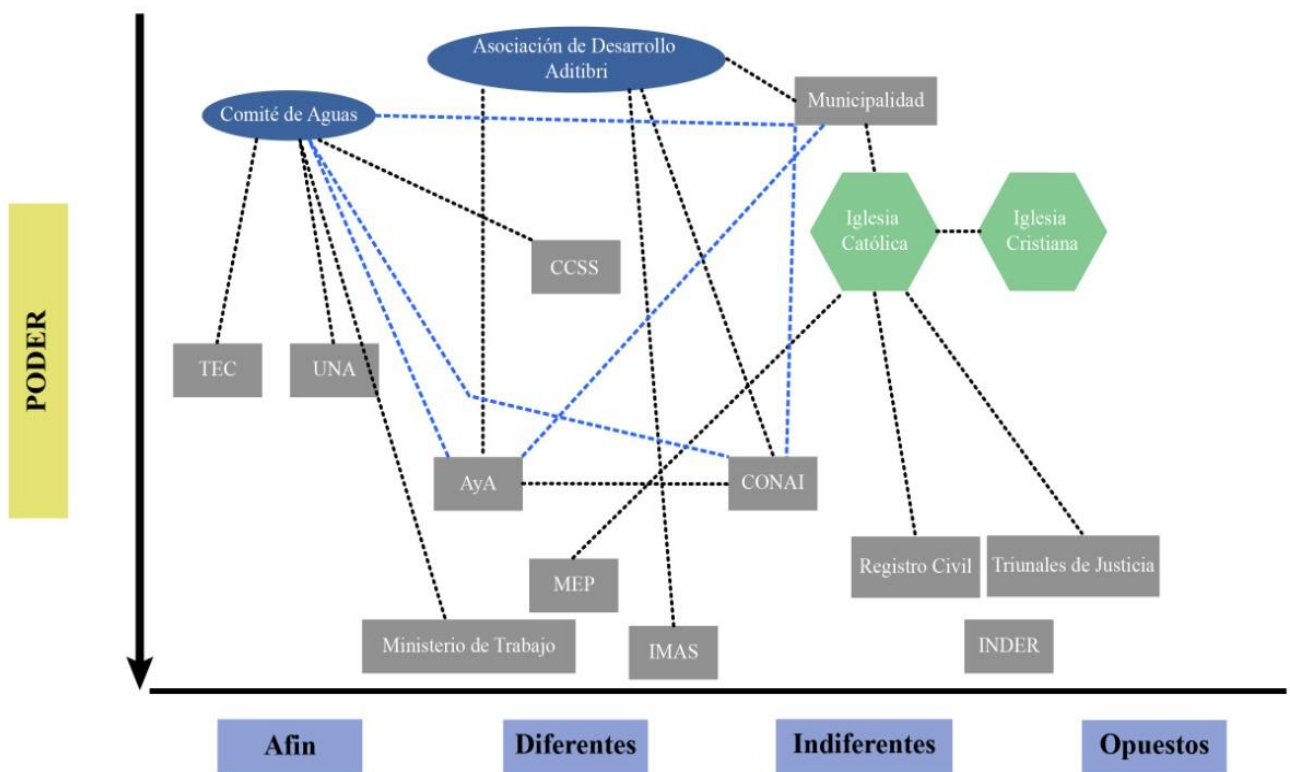 Asociación de Desarrollo
Aditibri
Municipalidad
Comité de Aguas
Iglesia
Católica
Iglesia
Cristiana
CCSS
PODER
TEC
UNA
AyA
CONAI
MEP
Registro Civil
Triunales de Justicia
Ministerio de Trabajo
IMAS
INDER
Afin
Diferentes
Indiferentes
Opuestos